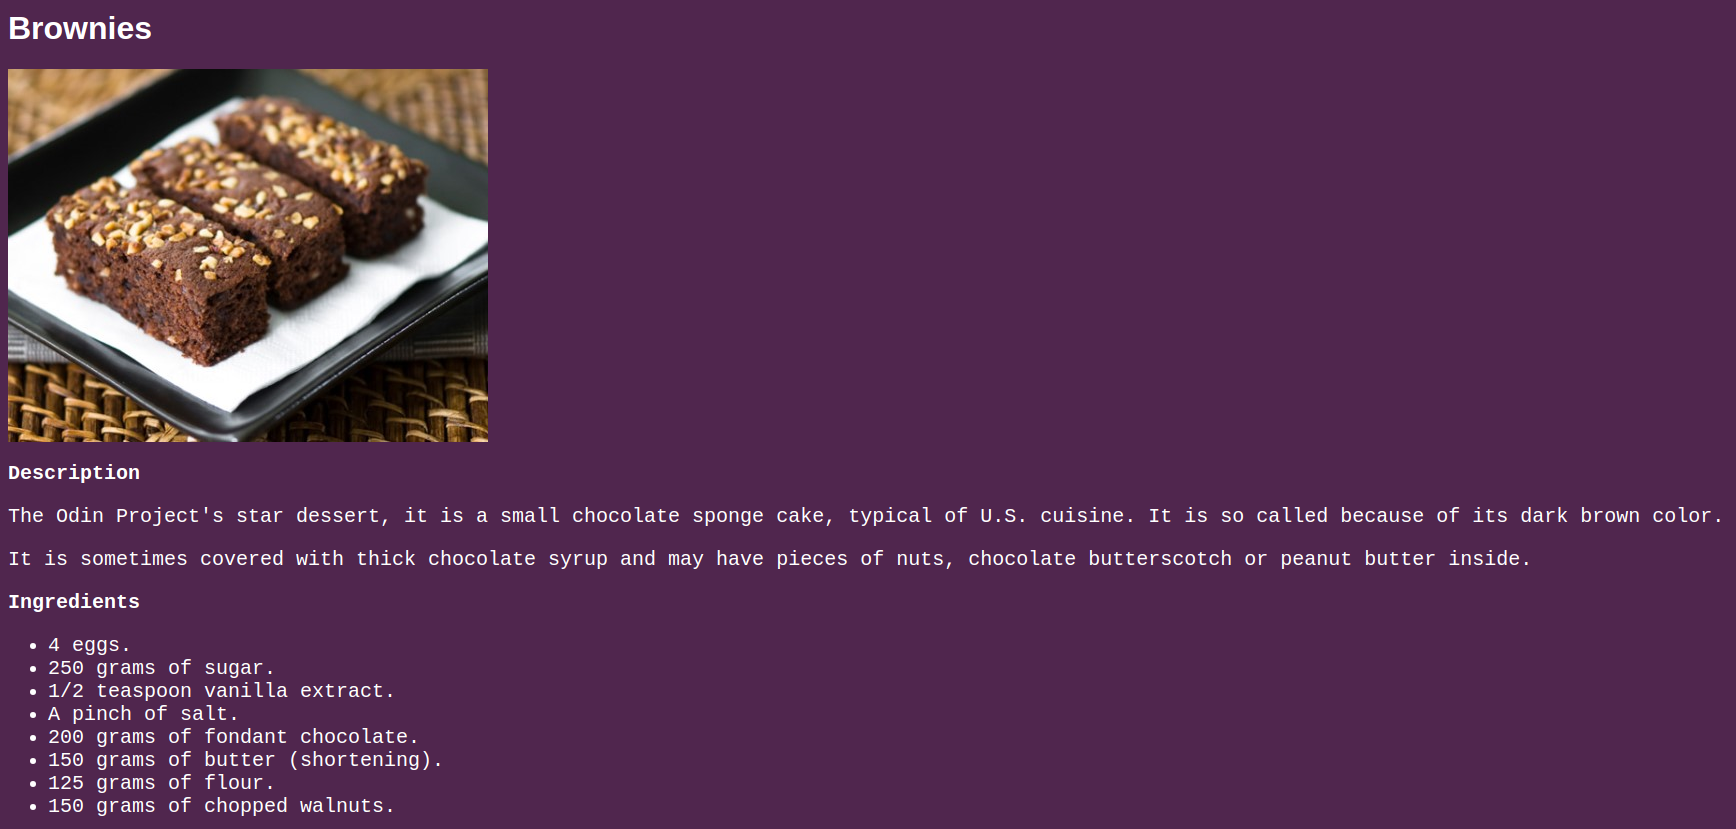 Brownies
Description
The Odin Project's star dessert, it is a small chocolate sponge cake, typical of U.S. cuisine. It is so called because of its dark brown color.
It is sometimes covered with thick chocolate syrup and may have pieces of nuts, chocolate butterscotch or peanut butter inside.
Ingredients
4 eggs.
250 grams of sugar.
1/2 teaspoon vanilla extract.
A pinch of salt.
200 grams of fondant chocolate.
150 grams of butter (shortening).
125 grams of flour.
150 grams of chopped walnuts.